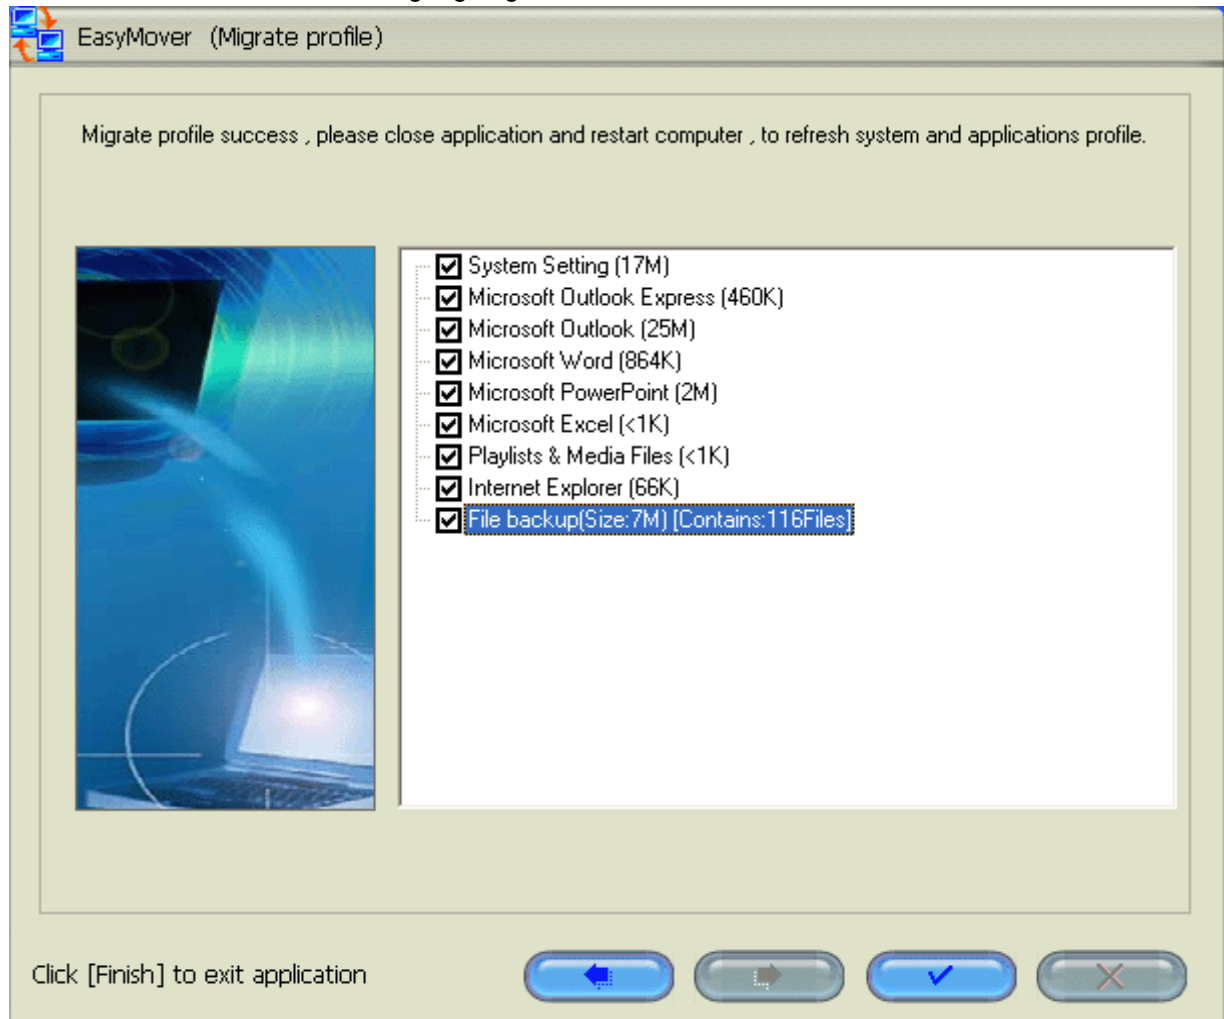 EasyMover (Migrate profile)
Migrate profile success , please close application and restart computer , to refresh system and applications profile.
System Setting (17M)
Microsoft Outlook Express (460K)
Microsoft Outlook (25M)
Microsoft Word (864K)
Microsoft PowerPoint (2M)
Microsoft Excel (<1K)
Playlists & Media Files (<1K)
Internet Explorer (66K)
File backup(Size:7M) [Contains:116Files]
Click [Finish] to exit application